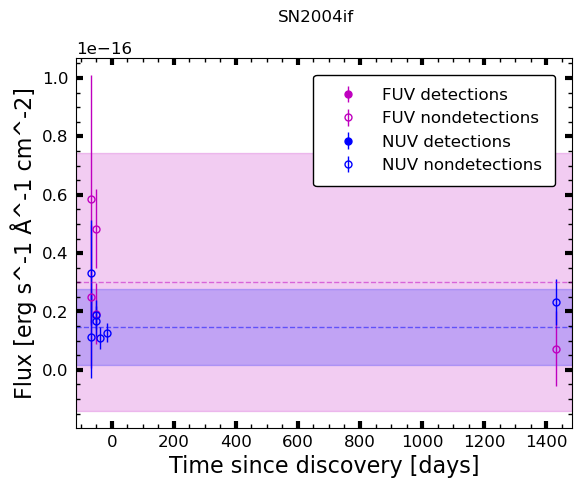 SN2004if
1e−16
1.0
0.8
0.6
0.4
0.2
0.0
Flux [erg s^-1 Å^-1 cm^-2]
FUV detections
FUV nondetections
NUV detections
NUV nondetections
0 200 400 600 800 1000 1200 1400
Time since discovery [days]